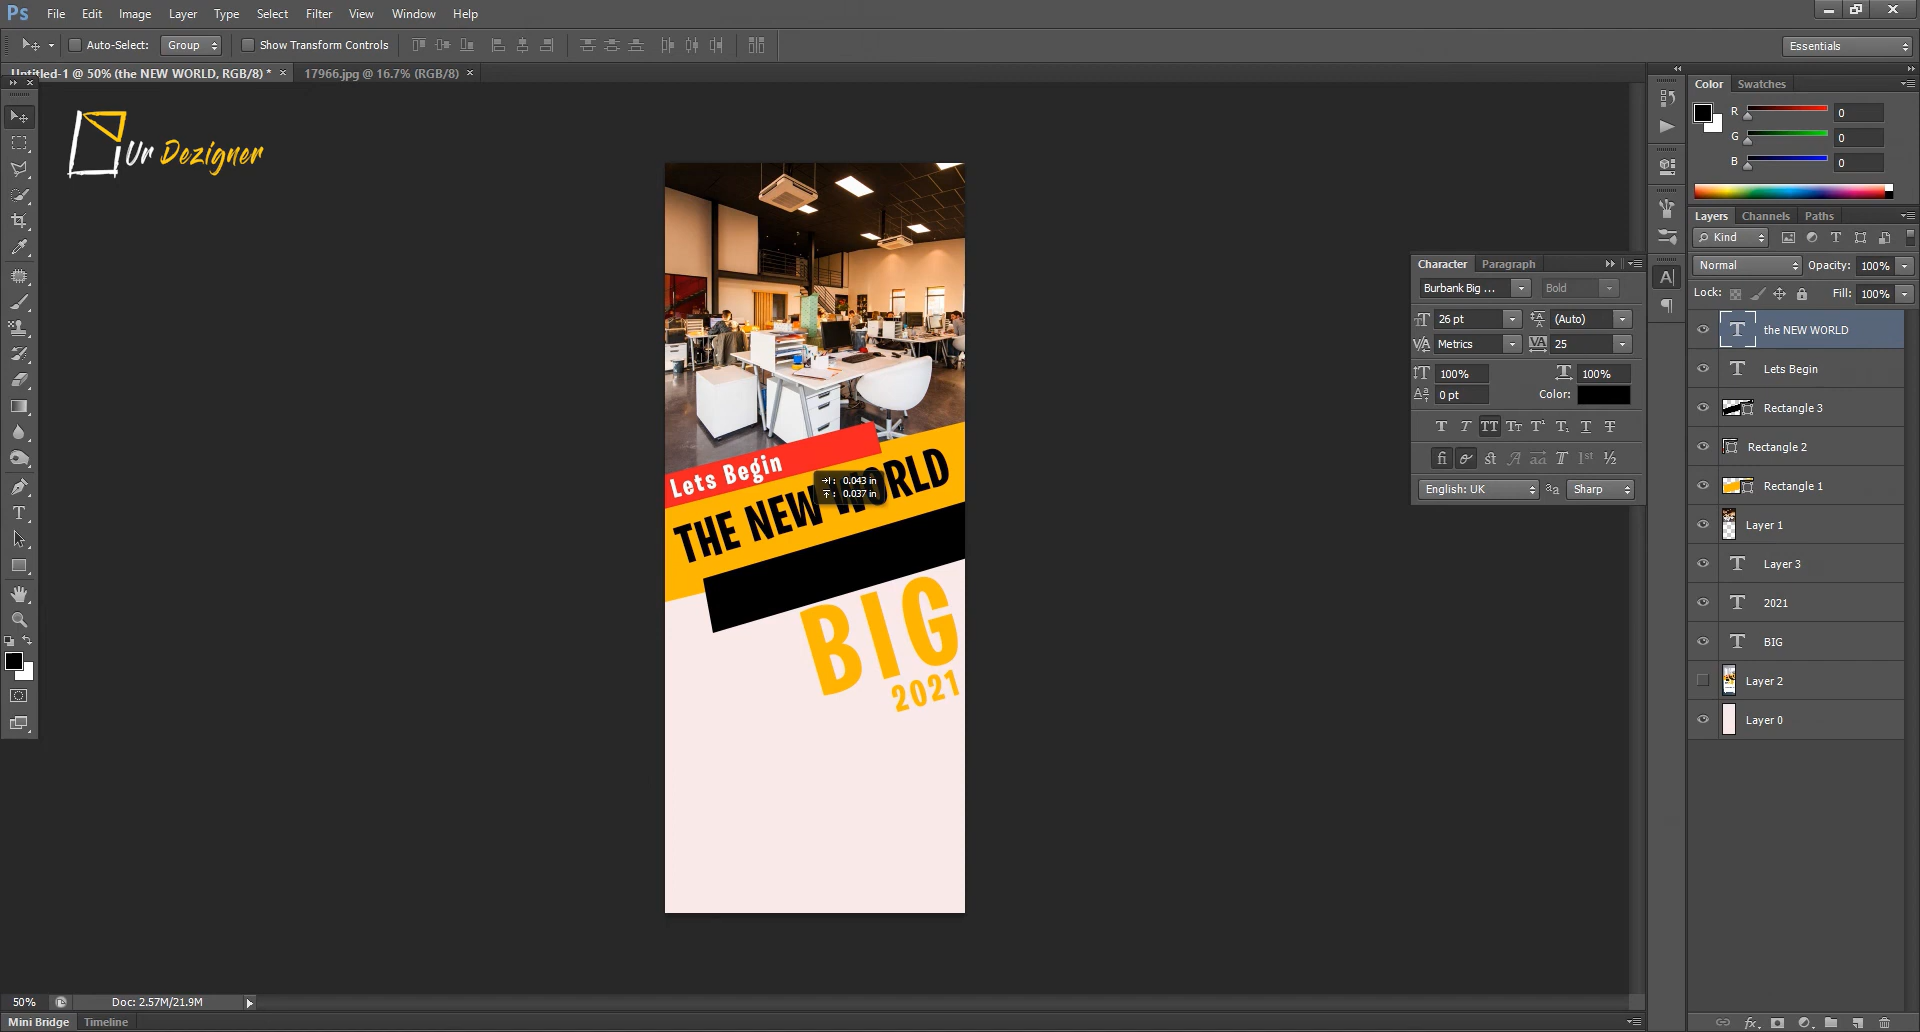 Ps File Edit Image Layer Type Select Filter View Window Help
Auto-Select: Group Show Transform Controls Essentials
Untitled-1 @ 50% (the NEW WORLD, RGB/8) * × 17966.jpg @ 16.7% (RGB/8) ×
Ur Dezigner
Color Swatches
R 0
G 0
B 0
Layers Channels Paths
Kind
Normal Opacity: 100%
Lock: Fill: 100%
the NEW WORLD
Lets Begin
Rectangle 3
Rectangle 2
Rectangle 1
Layer 1
Layer 3
2021
BIG
Layer 2
Layer 0
Character Paragraph
Burbank Big ... Bold
26 pt (Auto)
Metrics 25
100% 100%
0 pt Color:
English: UK Sharp
Lets Begin
THE NEW WORLD
0.043 in
0.037 in
BIG
2021
50% Doc: 2.57M/21.9M
Mini Bridge Timeline